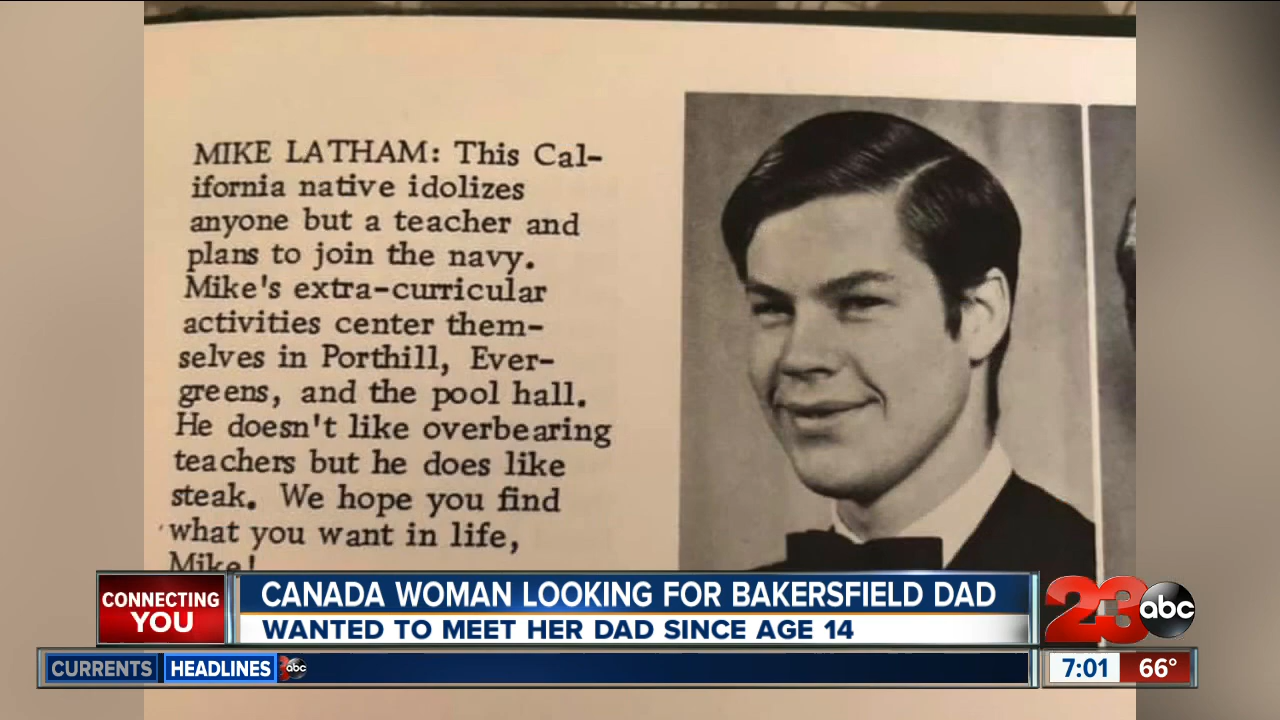 MIKE LATHAM: This Cal-
ifornia native idolizes
anyone but a teacher and
plans to join the navy.
Mike's extra-curricular
activities center them-
selves in Porthill, Ever-
greens, and the pool hall.
He doesn't like overbearing
teachers but he does like
steak. We hope you find
what you want in life,
Mike!
CONNECTING
YOU
CANADA WOMAN LOOKING FOR BAKERSFIELD DAD
WANTED TO MEET HER DAD SINCE AGE 14
23 abc
CURRENTS HEADLINES 23 abc
7:01 66°